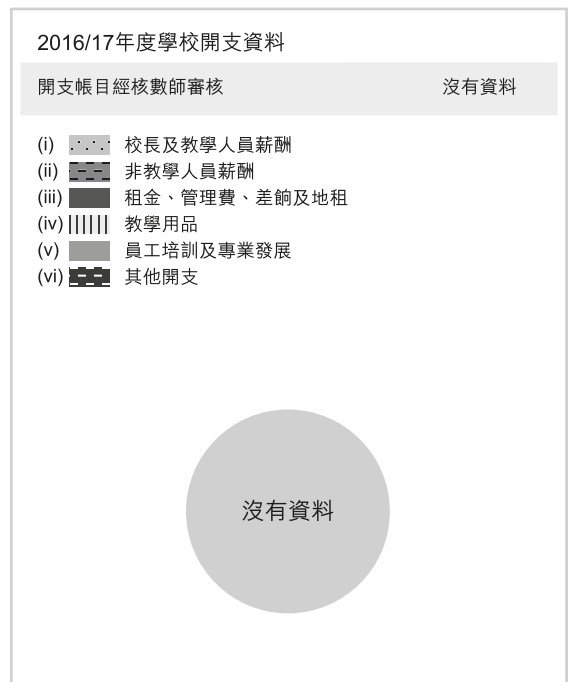 2016/17年度學校開支資料
開支帳目經核數師審核 沒有資料
(i) 校長及教學人員薪酬
(ii) 非教學人員薪酬
(iii) 租金、管理費、差餉及地租
(iv) 教學用品
(v) 員工培訓及專業發展
(vi) 其他開支
沒有資料